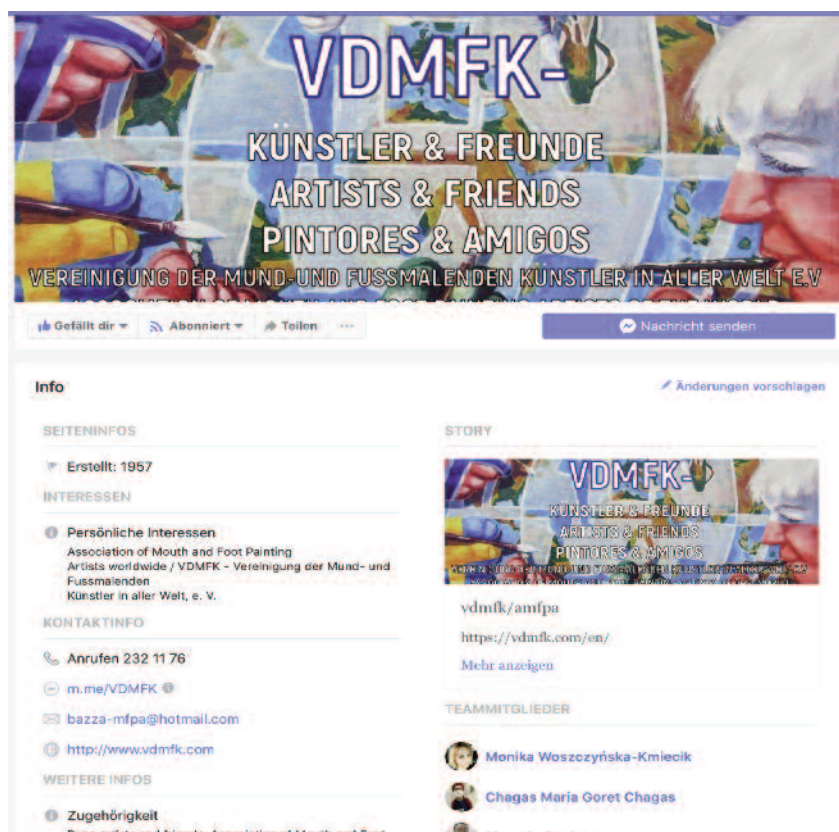 VDMFK-
KÜNSTLER & FREUNDE
ARTISTS & FRIENDS
PINTORES & AMIGOS
VEREINIGUNG DER MUND-UND FUSSMALENDEN KÜNSTLER IN ALLER WELT E.V
Gefällt dir
Abonniert
Teilen
Nachricht senden
Info
Änderungen vorschlagen
SEITENINFOS
Erstellt: 1957
INTERESSEN
Persönliche Interessen
Association of Mouth and Foot Painting
Artists worldwide / VDMFK - Vereinigung der Mund- und
Fussmalenden
Künstler in aller Welt, e. V.
KONTAKTINFO
Anrufen 232 11 76
m.me/VDMFK
bazza-mfpa@hotmail.com
http://www.vdmfk.com
WEITERE INFOS
Zugehörigkeit
STORY
VDMFK-
KÜNSTLER & FREUNDE
ARTISTS & FRIENDS
PINTORES & AMIGOS
vdmfk/amfpa
https://vdmfk.com/en/
Mehr anzeigen
TEAMMITGLIEDER
Monika Woszczyńska-Kmiecik
Chagas Maria Goret Chagas